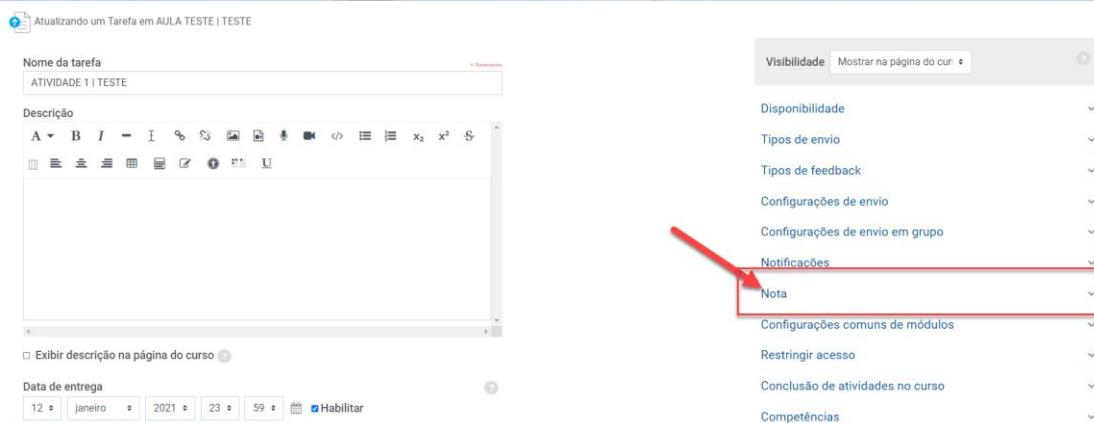 Atualizando um Tarefa em AULA TESTE | TESTE
Nome da tarefa
ATIVIDADE 1 | TESTE
Descrição
Exibir descrição na página do curso
Data de entrega
12 janeiro 2021 23 59 Habilitar
Visibilidade Mostrar na página do cur
Disponibilidade
Tipos de envio
Tipos de feedback
Configurações de envio
Configurações de envio em grupo
Notificações
Nota
Configurações comuns de módulos
Restringir acesso
Conclusão de atividades no curso
Competências